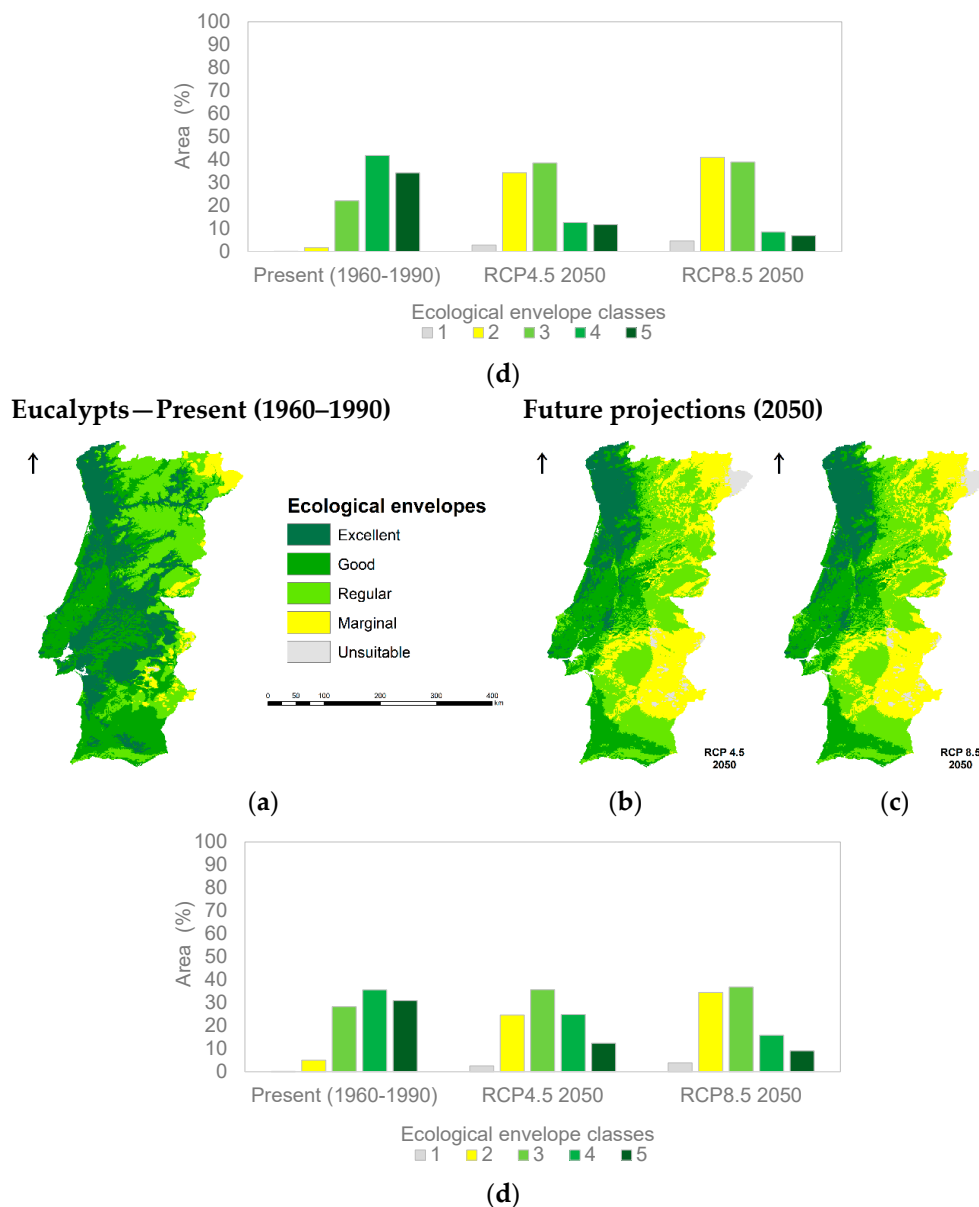 100
90
80
70
60
50
40
30
20
10
0
Area (%)
Present (1960-1990) RCP4.5 2050 RCP8.5 2050
Ecological envelope classes
1 2 3 4 5
(d)
Eucalypts—Present (1960–1990) Future projections (2050)
Ecological envelopes
Excellent
Good
Regular
Marginal
Unsuitable
0 25 50 100 200 300 400
km
RCP 4.5
2050
RCP 8.5
2050
(a) (b) (c)
100
90
80
70
60
50
40
30
20
10
0
Area (%)
Present (1960-1990) RCP4.5 2050 RCP8.5 2050
Ecological envelope classes
1 2 3 4 5
(d)